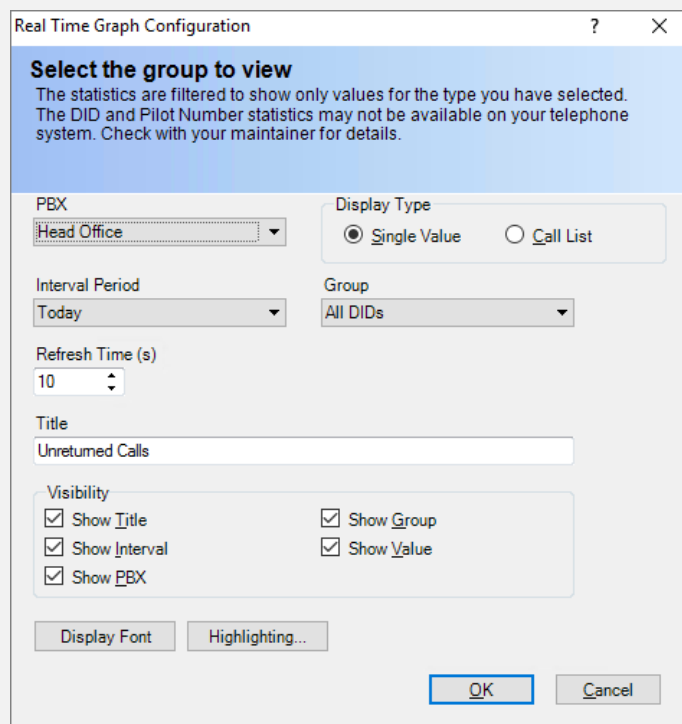 Real Time Graph Configuration ?
Select the group to view
The statistics are filtered to show only values for the type you have selected.
The DID and Pilot Number statistics may not be available on your telephone
system. Check with your maintainer for details.
PBX
Head Office
Display Type
Single Value
Call List
Interval Period
Today
Group
All DIDs
Refresh Time (s)
10
Title
Unreturned Calls
Visibility
Show Title
Show Group
Show Interval
Show Value
Show PBX
Display Font
Highlighting...
OK
Cancel